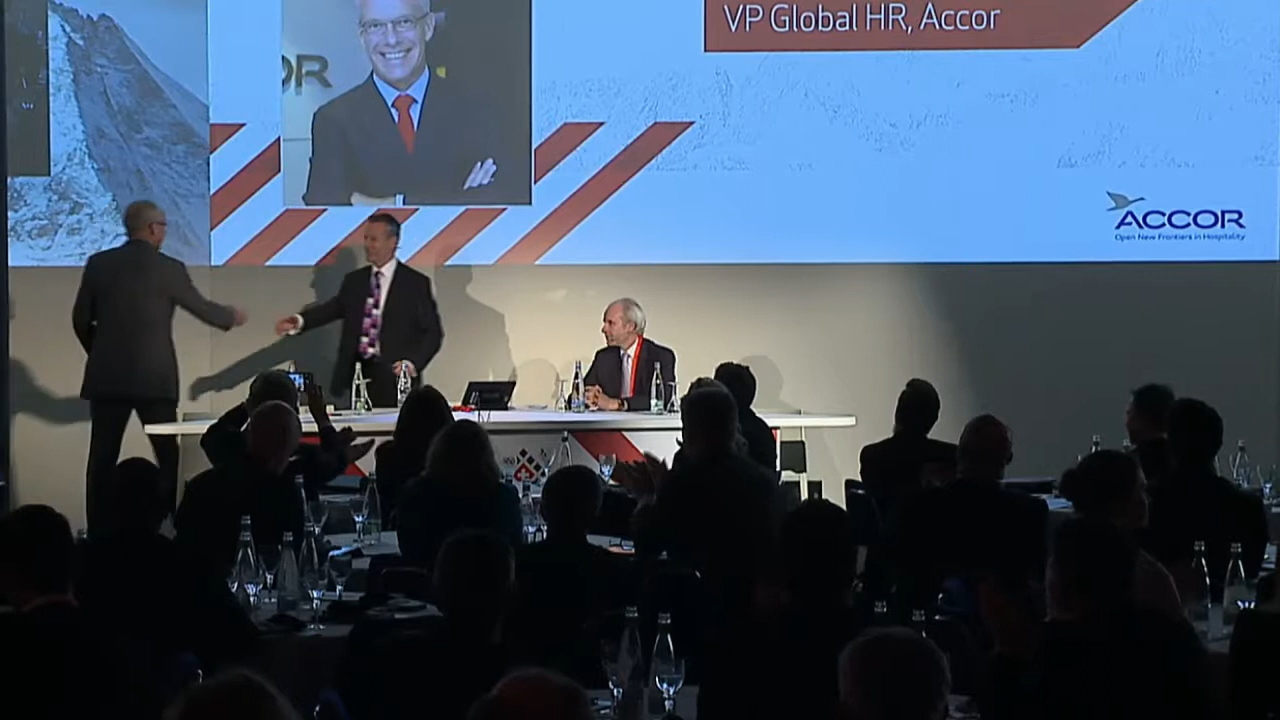 VP Global HR, Accor
OR
ACCOR
Open New Frontiers in Hospitality